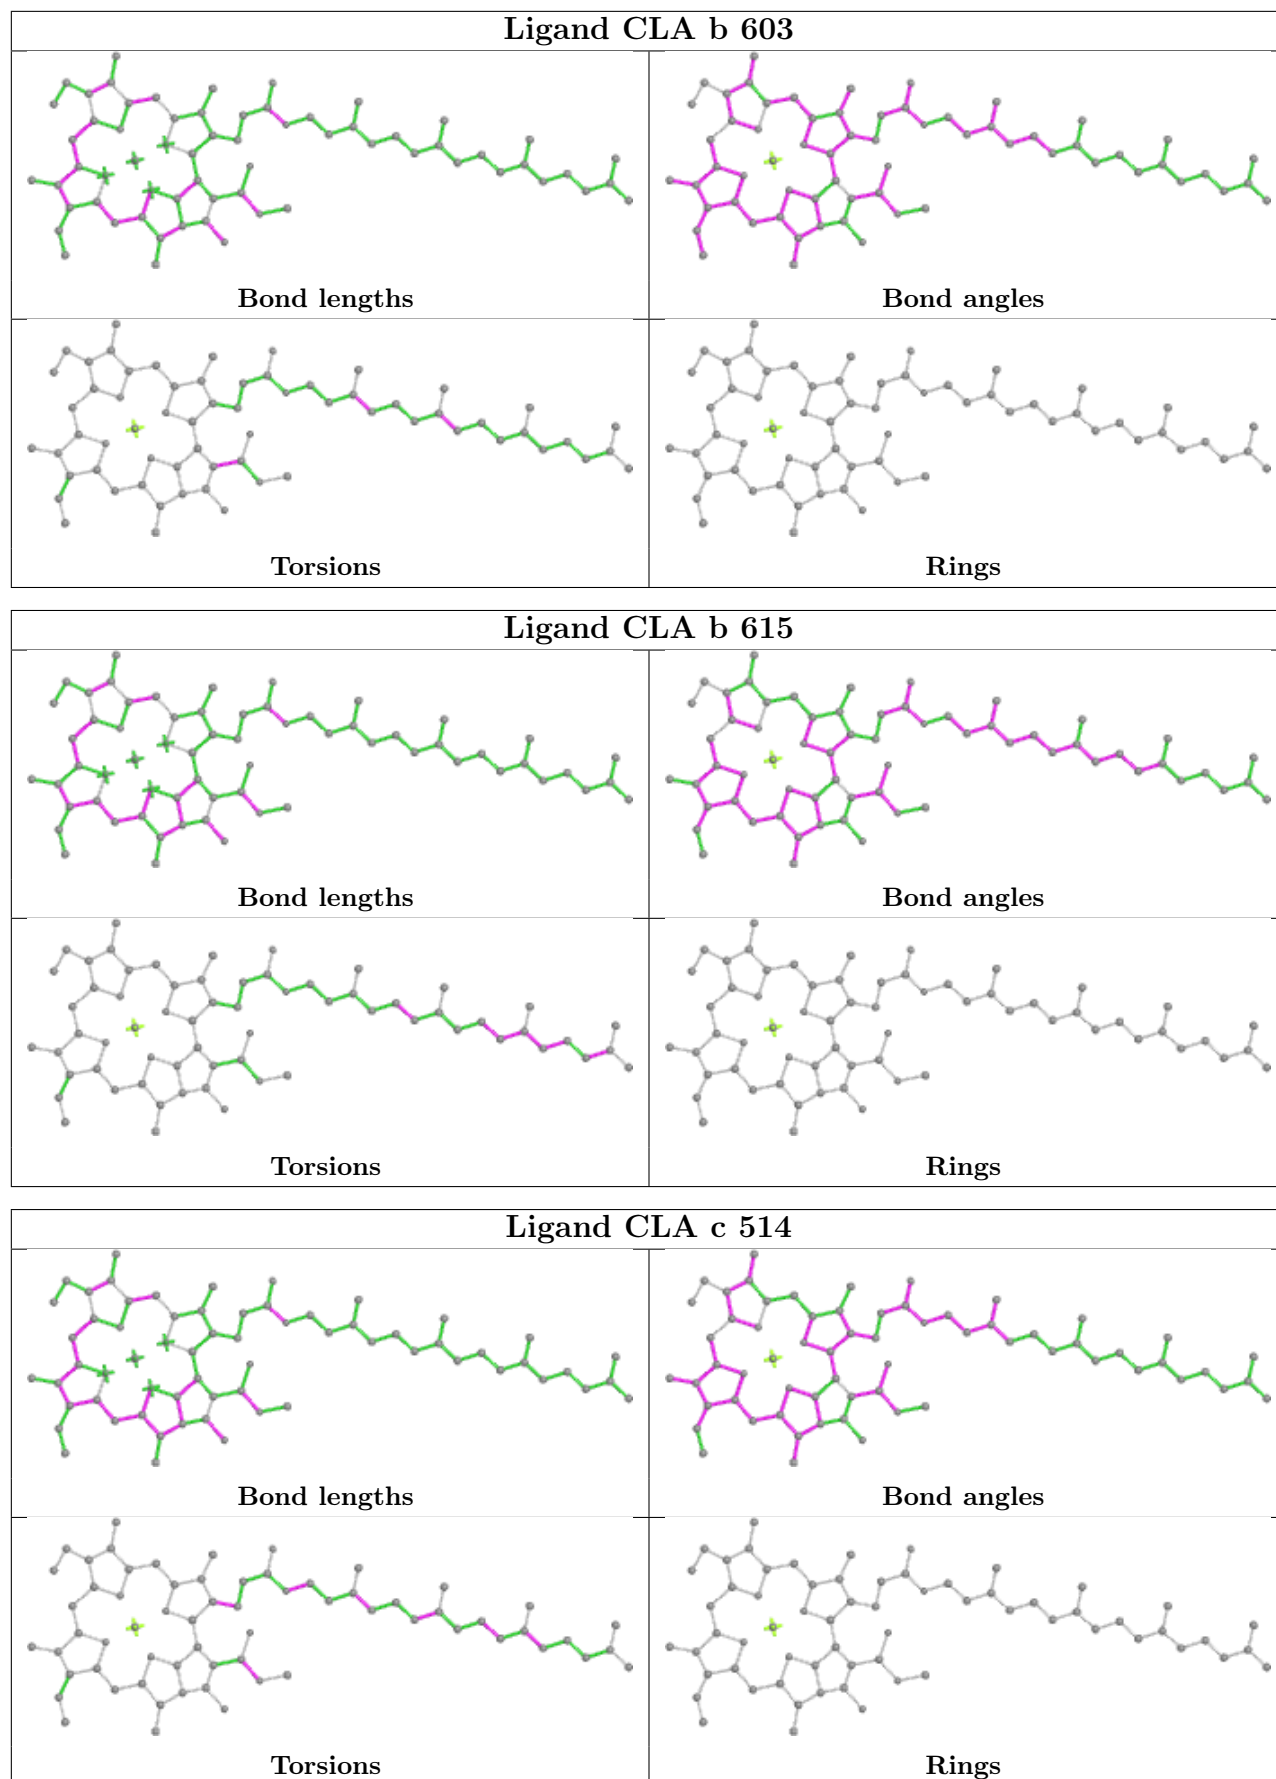 Ligand CLA b 603
Bond lengths
Bond angles
Torsions
Rings
Ligand CLA b 615
Bond lengths
Bond angles
Torsions
Rings
Ligand CLA c 514
Bond lengths
Bond angles
Torsions
Rings